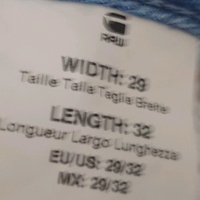 RAW
WIDTH: 29
Taille Talla Taglia Breite
LENGTH: 32
Longueur Largo Lunghezza
EU/US: 29/32
MX: 29/32